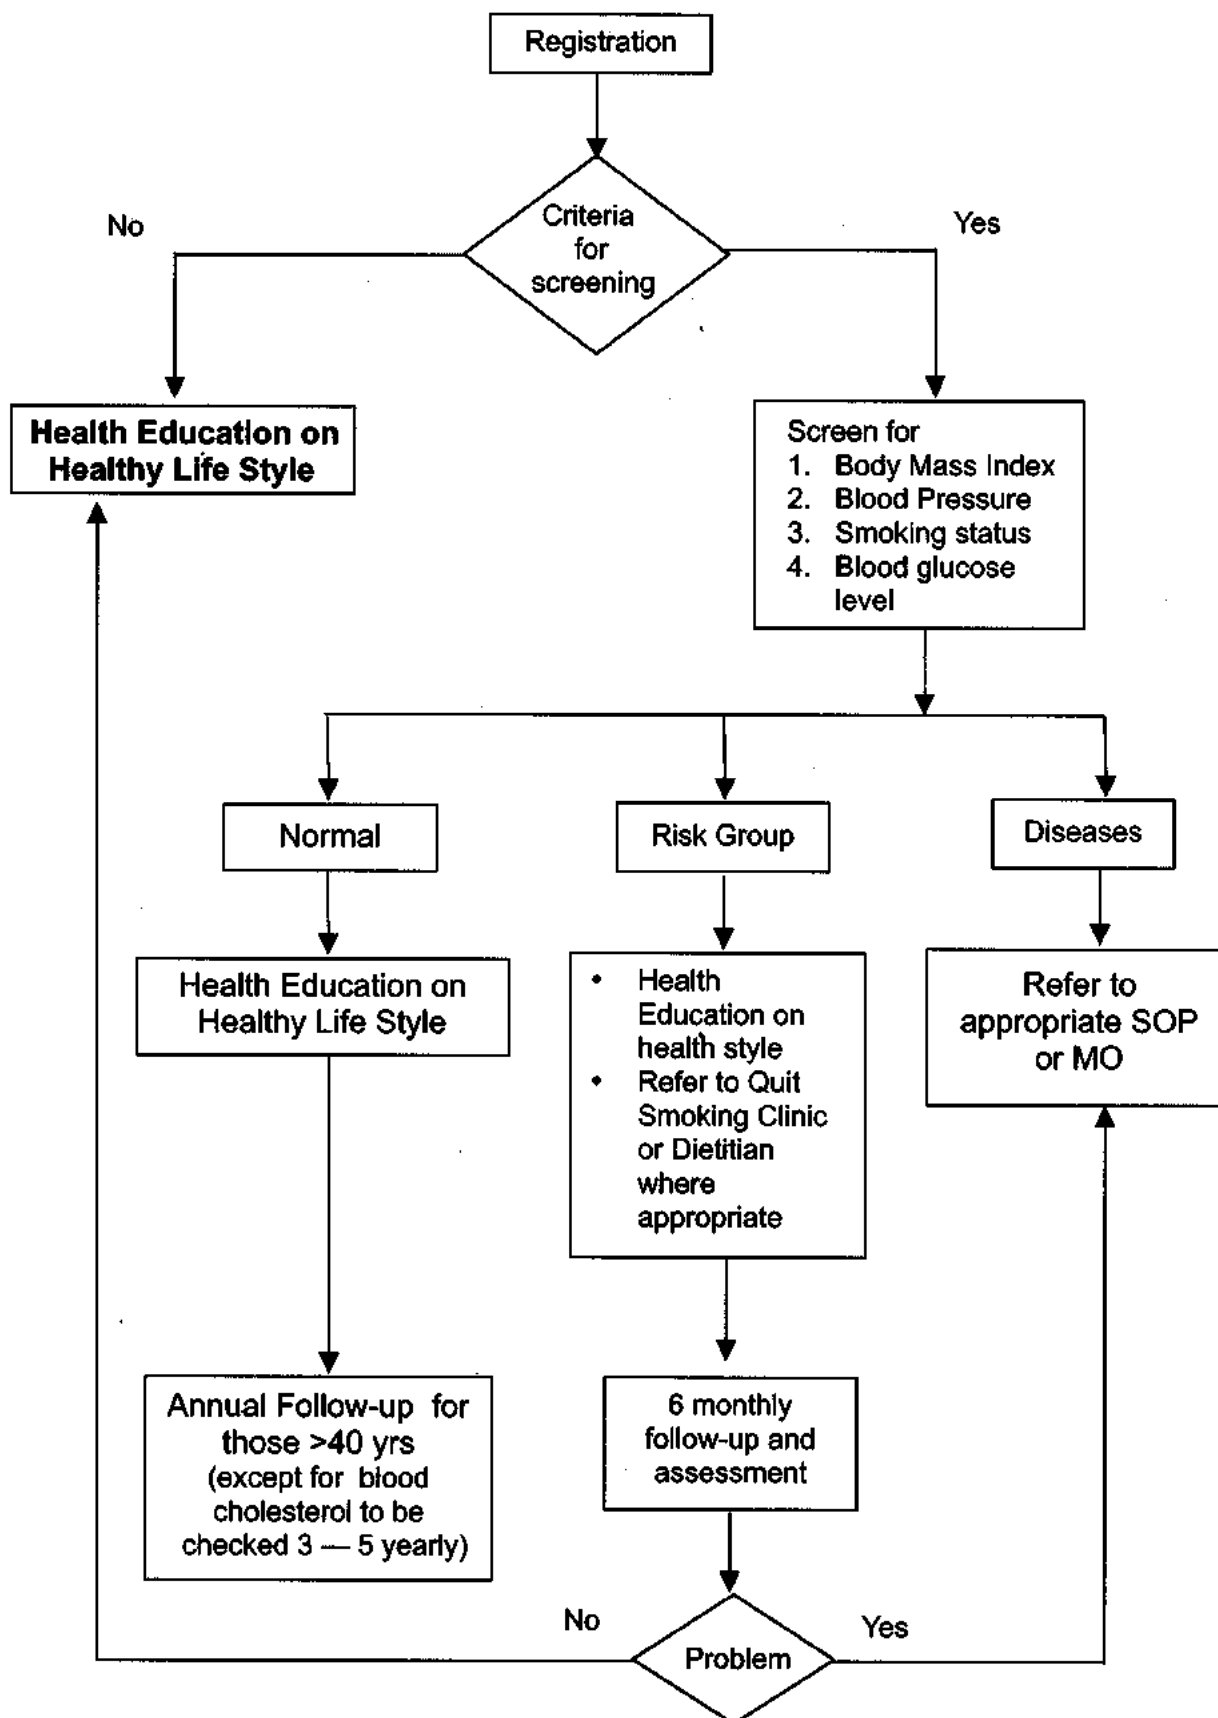 Registration
Criteria
for
screening
No
Yes
Health Education on
Healthy Life Style
Screen for
1. Body Mass Index
2. Blood Pressure
3. Smoking status
4. Blood glucose
level
Normal
Risk Group
Diseases
Health Education on
Healthy Life Style
• Health
Education on
health style
• Refer to Quit
Smoking Clinic
or Dietitian
where
appropriate
Refer to
appropriate SOP
or MO
Annual Follow-up for
those >40 yrs
(except for blood
cholesterol to be
checked 3 — 5 yearly)
6 monthly
follow-up and
assessment
No
Yes
Problem